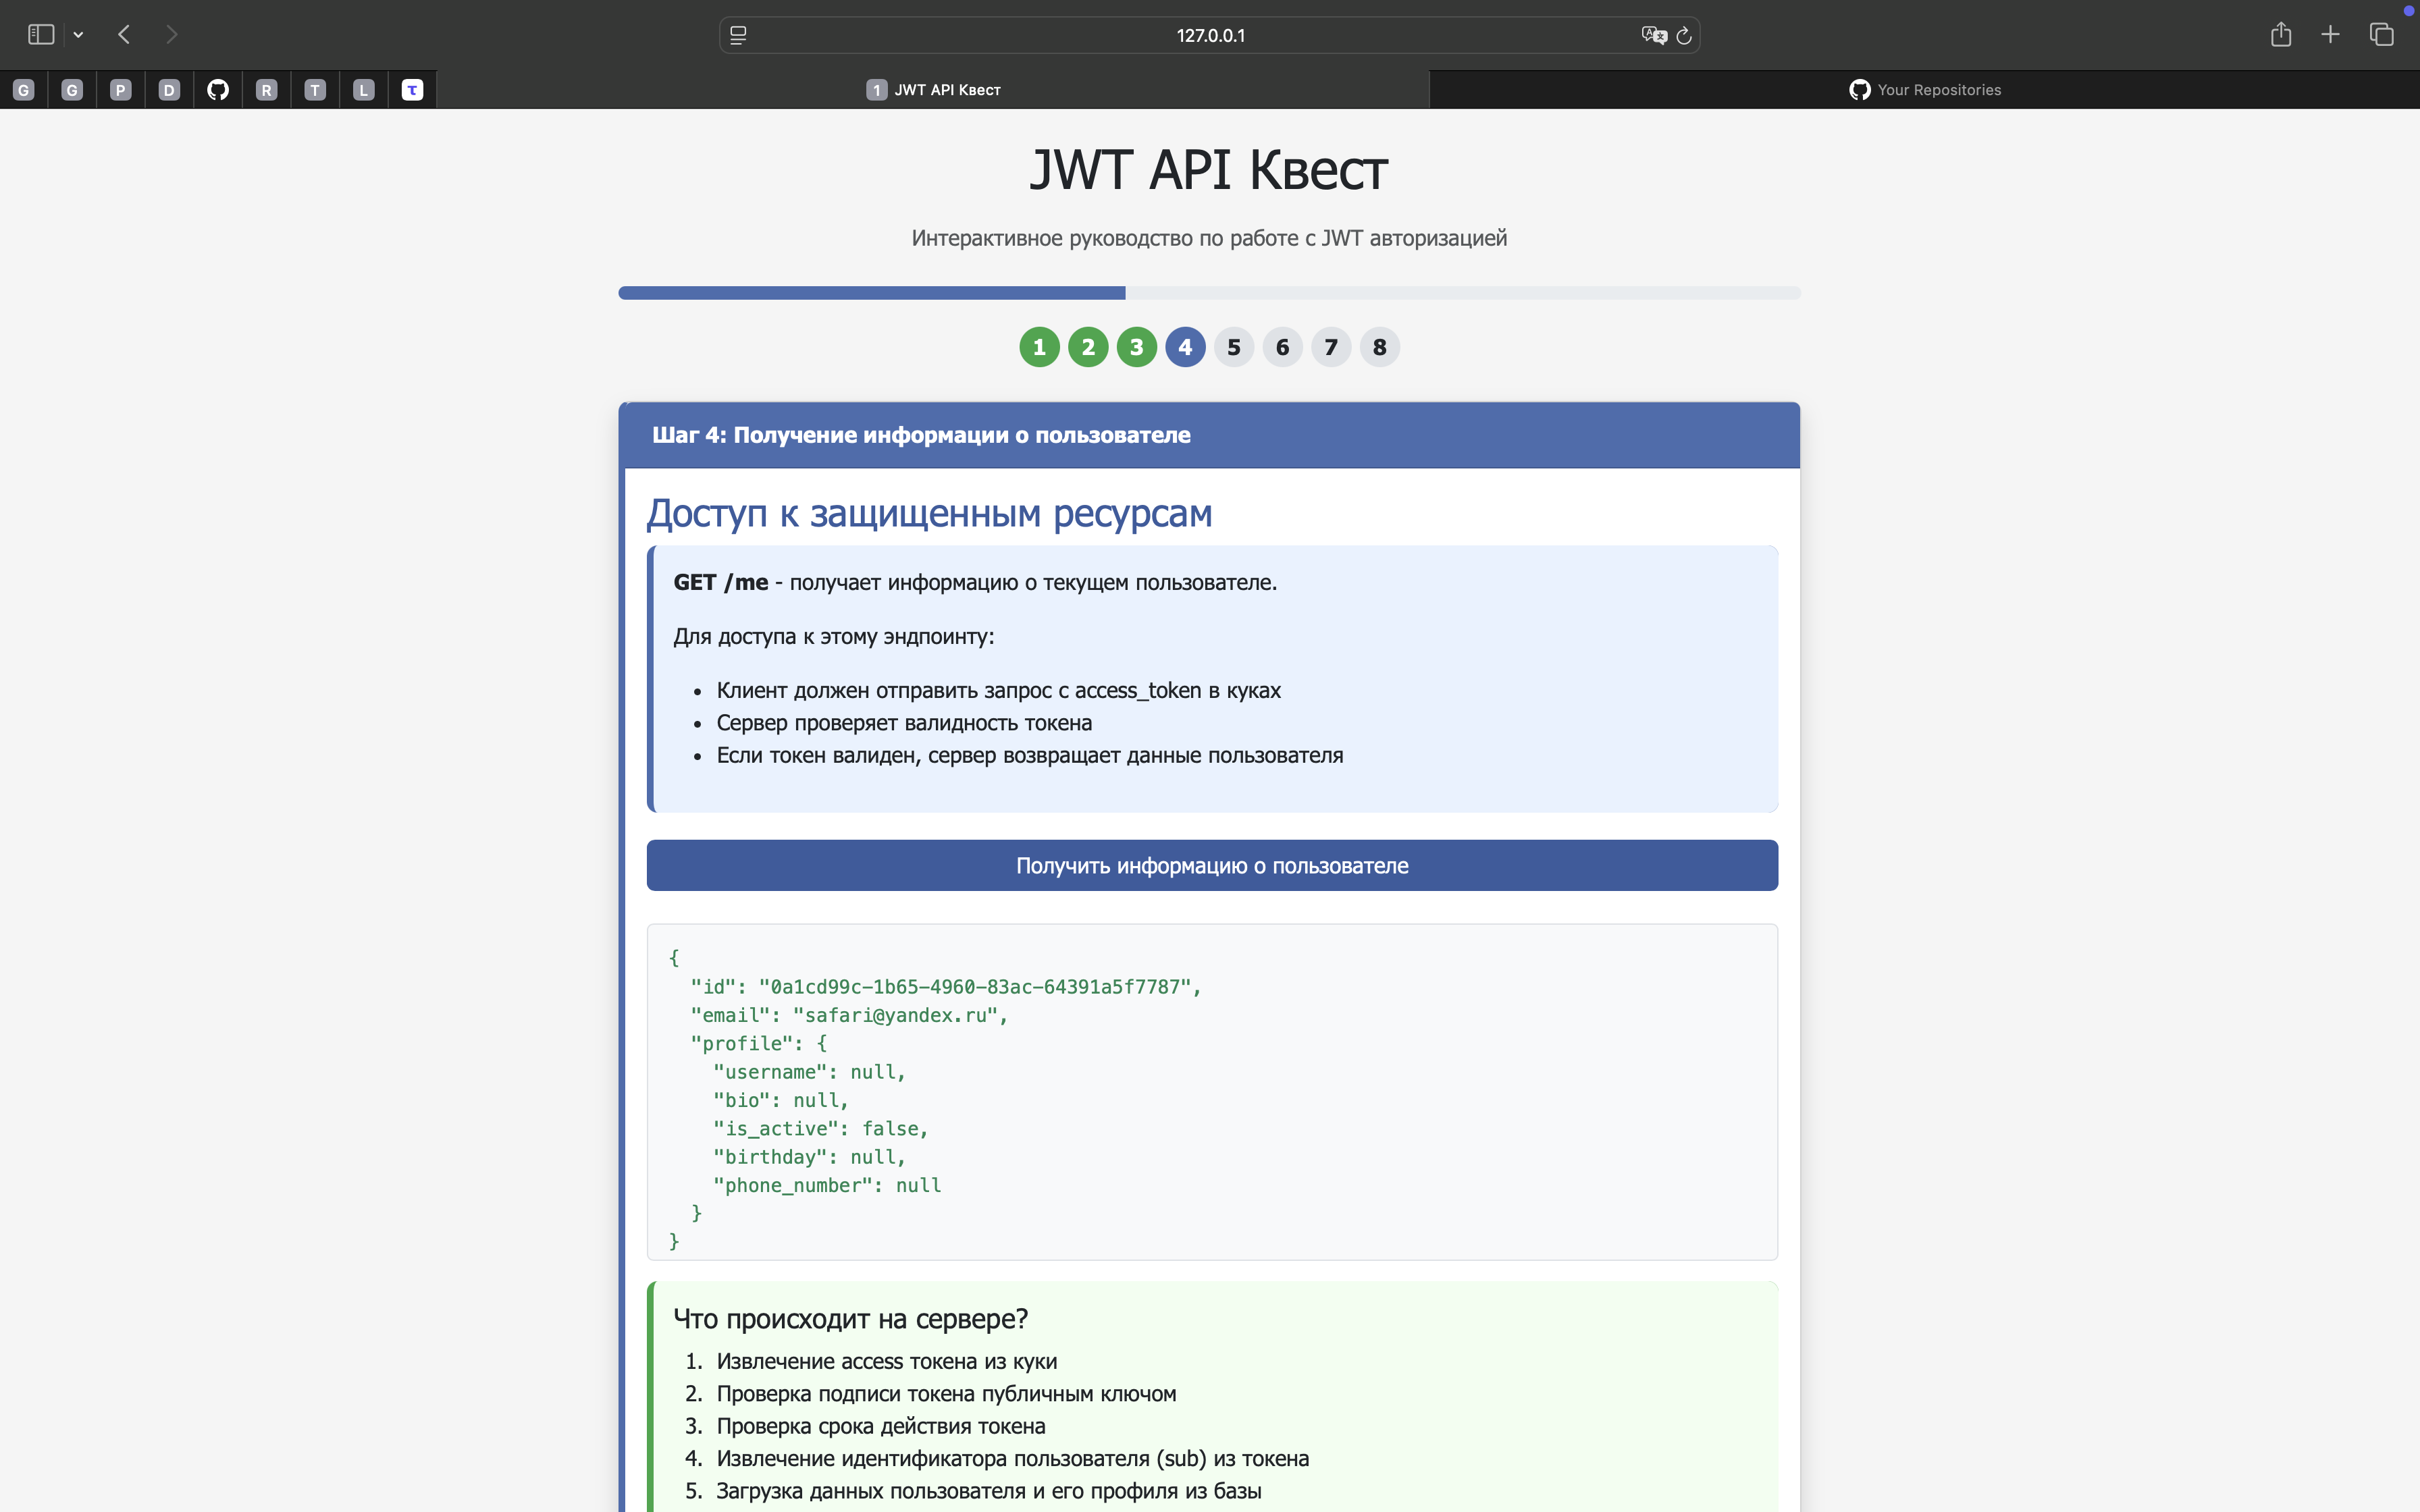 127.0.0.1
G G P D R T L τ 1 JWT API Квест Your Repositories
JWT API Квест
Интерактивное руководство по работе с JWT авторизацией
1 2 3 4 5 6 7 8
Шаг 4: Получение информации о пользователе
Доступ к защищенным ресурсам
GET /me - получает информацию о текущем пользователе.
Для доступа к этому эндпоинту:
• Клиент должен отправить запрос с access_token в куках
• Сервер проверяет валидность токена
• Если токен валиден, сервер возвращает данные пользователя
Получить информацию о пользователе
{
"id": "0a1cd99c-1b65-4960-83ac-64391a5f7787",
"email": "safari@yandex.ru",
"profile": {
"username": null,
"bio": null,
"is_active": false,
"birthday": null,
"phone_number": null
}
}
Что происходит на сервере?
1. Извлечение access токена из куки
2. Проверка подписи токена публичным ключом
3. Проверка срока действия токена
4. Извлечение идентификатора пользователя (sub) из токена
5. Загрузка данных пользователя и его профиля из базы